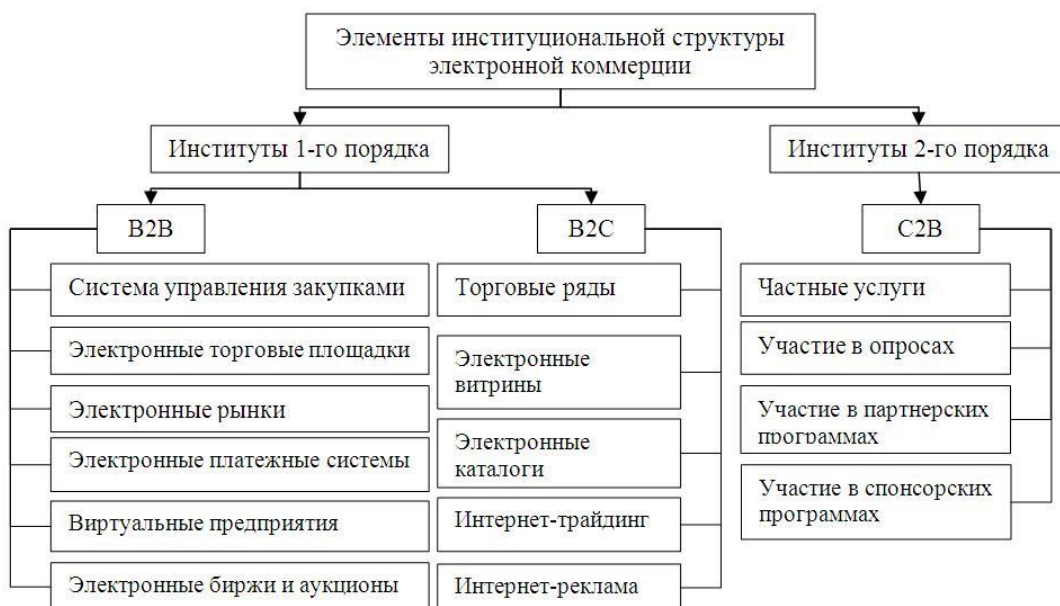 Элементы институциональной структуры
электронной коммерции
Институты 1-го порядка
Институты 2-го порядка
B2B
B2C
C2B
Система управления закупками
Электронные торговые площадки
Электронные рынки
Электронные платежные системы
Виртуальные предприятия
Электронные биржи и аукционы
Торговые ряды
Электронные
витрины
Электронные
каталоги
Интернет-трайдинг
Интернет-реклама
Частные услуги
Участие в опросах
Участие в партнерских
программах
Участие в спонсорских
программах